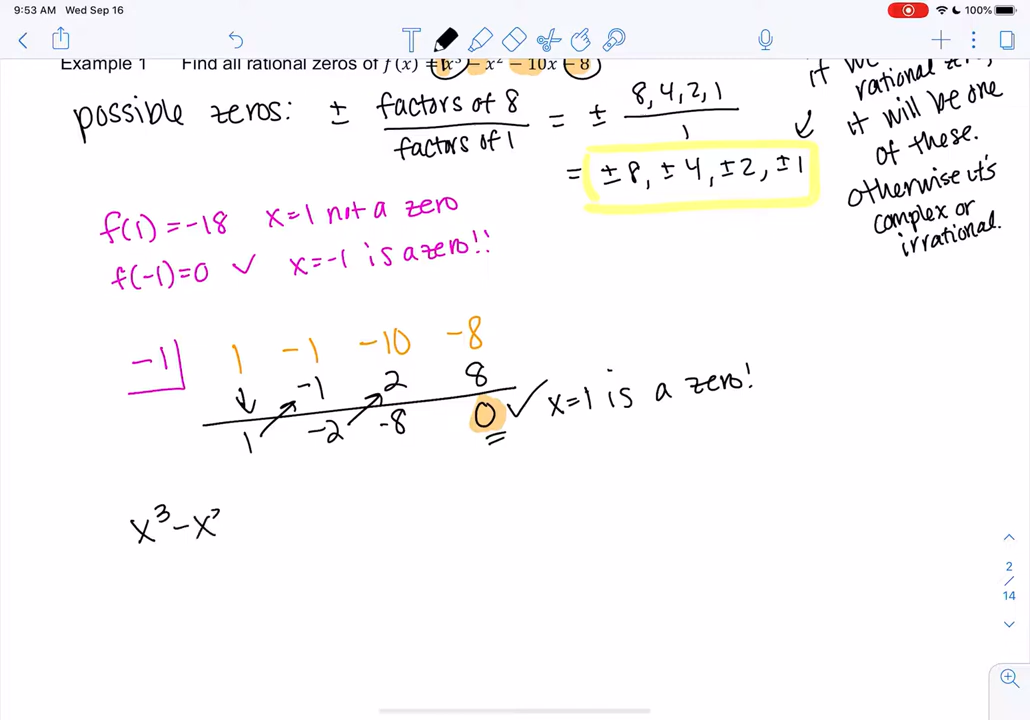 9:53 AM Wed Sep 16
100%
Example 1 Find all rational zeros of f(x) = 1x³ - x² - 10x - 8
possible zeros: ± factors of 8 / factors of 1 = ± 8, 4, 2, 1 / 1
= ±8, ±4, ±2, ±1
rational zero,
it will be one
of these.
otherwise it's
complex or
irrational.
f(1) = -18 x=1 not a zero
f(-1)=0 ✓ x=-1 is a zero!!
-1 1 -1 -10 -8
-1 2 8
1 -2 -8 0 ✓ x=1 is a zero!
x³ - x²
2
/
14